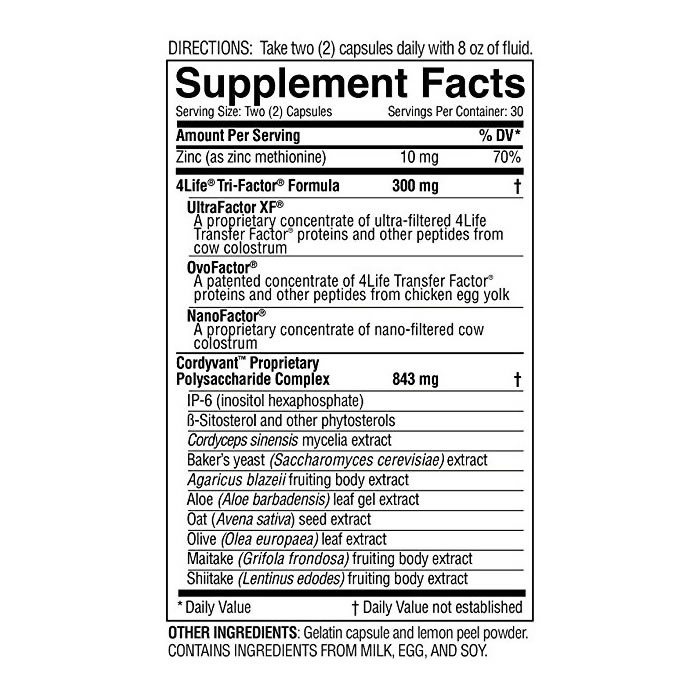 DIRECTIONS: Take two (2) capsules daily with 8 oz of fluid.
Supplement Facts
Serving Size: Two (2) Capsules Servings Per Container: 30
Amount Per Serving % DV*
Zinc (as zinc methionine) 10 mg 70%
4Life® Tri-Factor® Formula 300 mg †
UltraFactor XF®
A proprietary concentrate of ultra-filtered 4Life
Transfer Factor® proteins and other peptides from
cow colostrum
OvoFactor®
A patented concentrate of 4Life Transfer Factor®
proteins and other peptides from chicken egg yolk
NanoFactor®
A proprietary concentrate of nano-filtered cow
colostrum
Cordyvant™ Proprietary
Polysaccharide Complex 843 mg †
IP-6 (inositol hexaphosphate)
ß-Sitosterol and other phytosterols
Cordyceps sinensis mycelia extract
Baker's yeast (Saccharomyces cerevisiae) extract
Agaricus blazeii fruiting body extract
Aloe (Aloe barbadensis) leaf gel extract
Oat (Avena sativa) seed extract
Olive (Olea europaea) leaf extract
Maitake (Grifola frondosa) fruiting body extract
Shiitake (Lentinus edodes) fruiting body extract
* Daily Value † Daily Value not established
OTHER INGREDIENTS: Gelatin capsule and lemon peel powder.
CONTAINS INGREDIENTS FROM MILK, EGG, AND SOY.